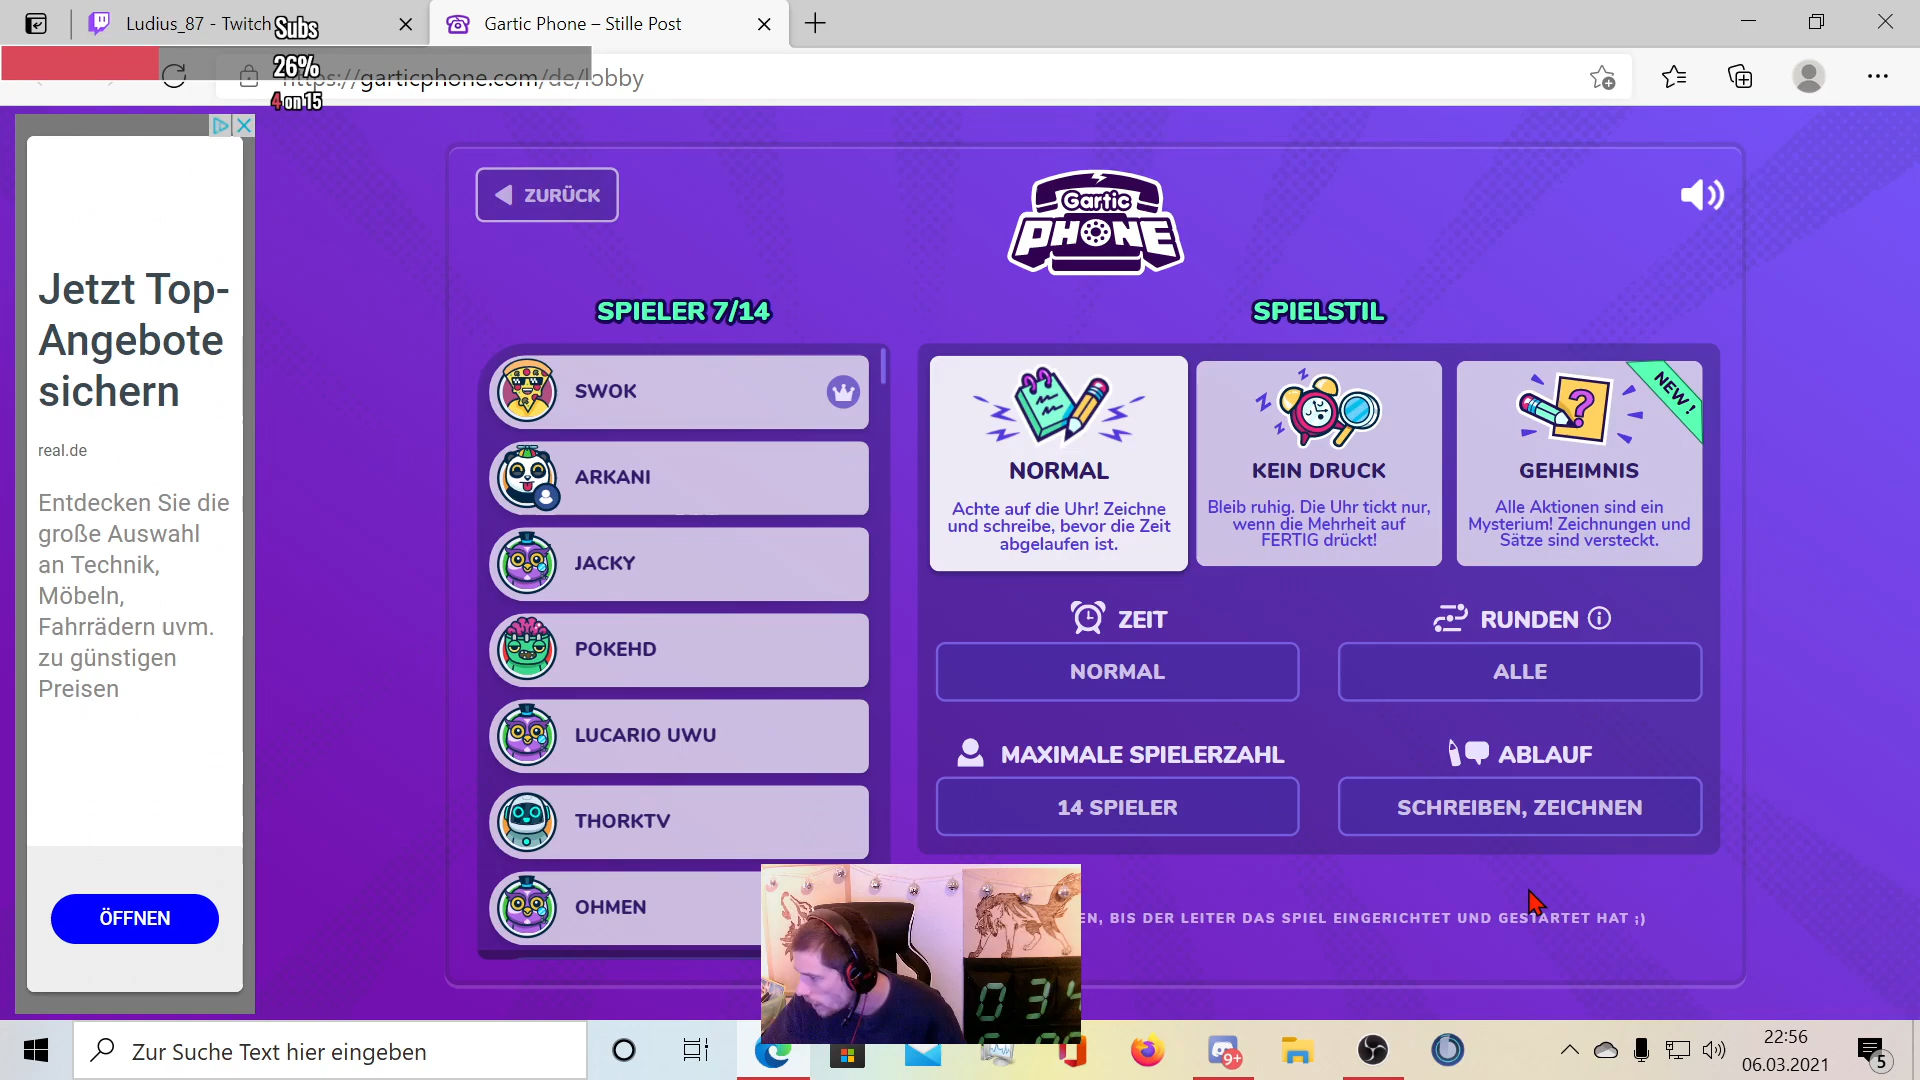 Ludius_87 - Twitch
Gartic Phone – Stille Post
Subs
26%
4 on 15
https://garticphone.com/de/lobby
Jetzt Top-
Angebote
sichern
real.de
Entdecken Sie die
große Auswahl
an Technik,
Möbeln,
Fahrrädern uvm.
zu günstigen
Preisen
ÖFFNEN
ZURÜCK
Gartic
PHONE
SPIELER 7/14
SWOK
ARKANI
JACKY
POKEHD
LUCARIO UWU
THORKTV
OHMEN
SPIELSTIL
NORMAL
Achte auf die Uhr! Zeichne
und schreibe, bevor die Zeit
abgelaufen ist.
KEIN DRUCK
Bleib ruhig. Die Uhr tickt nur,
wenn die Mehrheit auf
FERTIG drückt!
NEW!
GEHEIMNIS
Alle Aktionen sind ein
Mysterium! Zeichnungen und
Sätze sind versteckt.
ZEIT
NORMAL
RUNDEN
ALLE
MAXIMALE SPIELERZAHL
14 SPIELER
ABLAUF
SCHREIBEN, ZEICHNEN
EN, BIS DER LEITER DAS SPIEL EINGERICHTET UND GESTARTET HAT ;)
Zur Suche Text hier eingeben
9+
22:56
06.03.2021
5